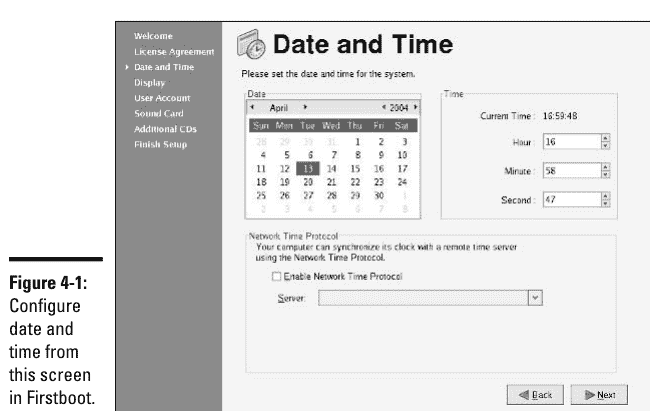 Welcome
License Agreement
Date and Time
Display
User Account
Sound Card
Additional CDs
Finish Setup
Date and Time
Please set the date and time for the system.
Date
April 2004
Sun Mon Tue Wed Thu Fri Sat
28 29 30 31 1 2 3
4 5 6 7 8 9 10
11 12 13 14 15 16 17
18 19 20 21 22 23 24
25 26 27 28 29 30 1
2 3 4 5 6 7 8
Time
Current Time : 16:59:48
Hour : 16
Minute : 58
Second : 47
Network Time Protocol
Your computer can synchronize its clock with a remote time server
using the Network Time Protocol.
Enable Network Time Protocol
Server:
Back Next
Figure 4-1:
Configure
date and
time from
this screen
in Firstboot.